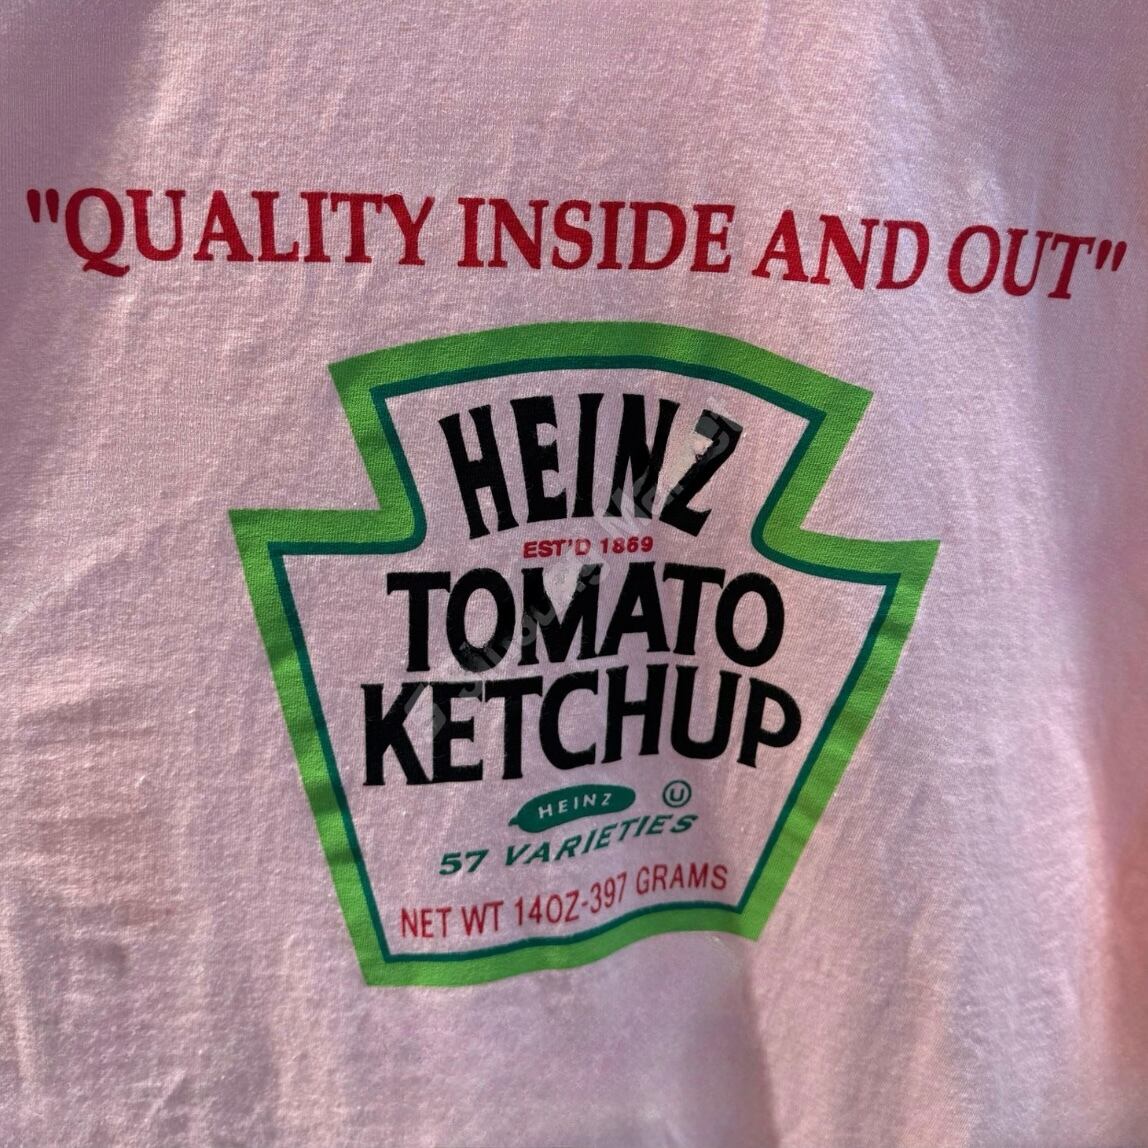 "QUALITY INSIDE AND OUT"
HEINZ
EST'D 1869
TOMATO
KETCHUP
HEINZ U
57 VARIETIES
NET WT 14OZ-397 GRAMS